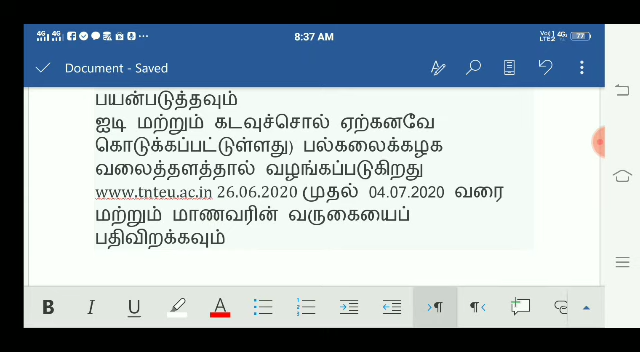 8:37 AM
77
Document - Saved
பயன்படுத்தவும்
ஐடி மற்றும் கடவுச்சொல் ஏற்கனவே
கொடுக்கப்பட்டுள்ளது) பல்கலைக்கழக
வலைத்தளத்தால் வழங்கப்படுகிறது
www.tnteu.ac.in 26.06.2020 முதல் 04.07.2020 வரை
மற்றும் மாணவரின் வருகையைப்
பதிவிறக்கவும்
B I U A